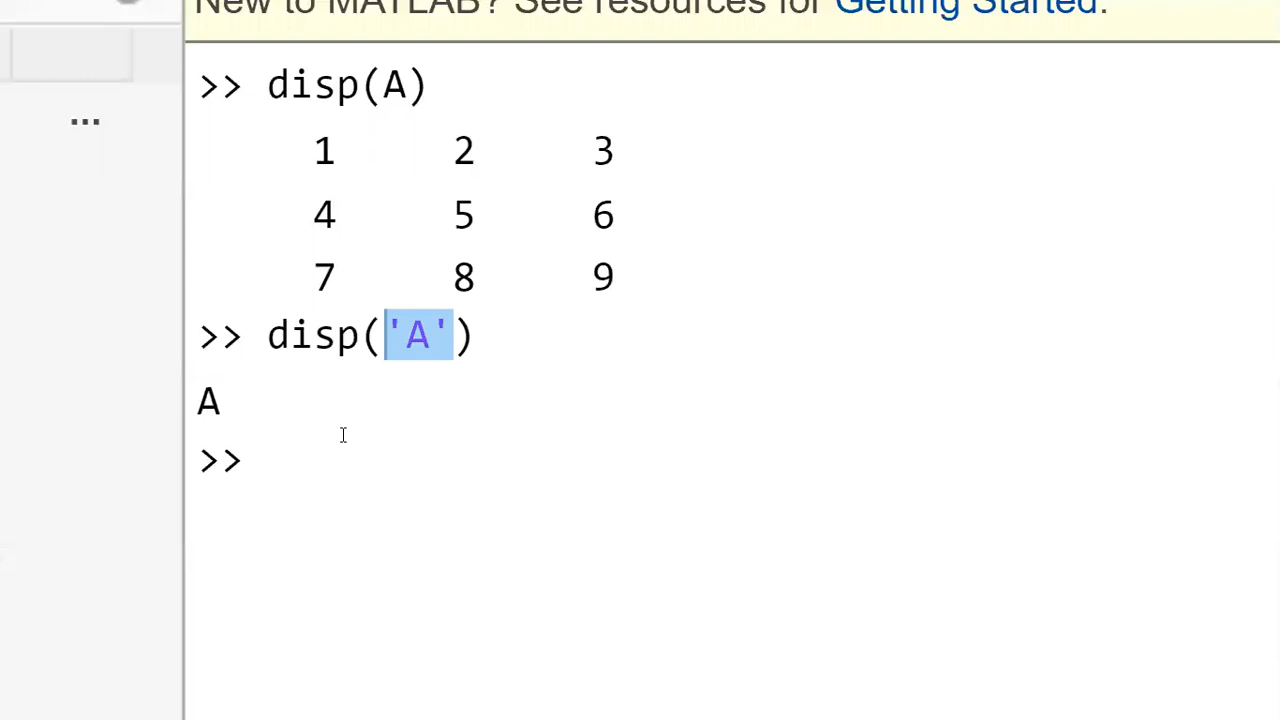 New to MATLAB? See resources for Getting Started.
>> disp(A)
1 2 3
4 5 6
7 8 9
>> disp('A')
A
>>
...